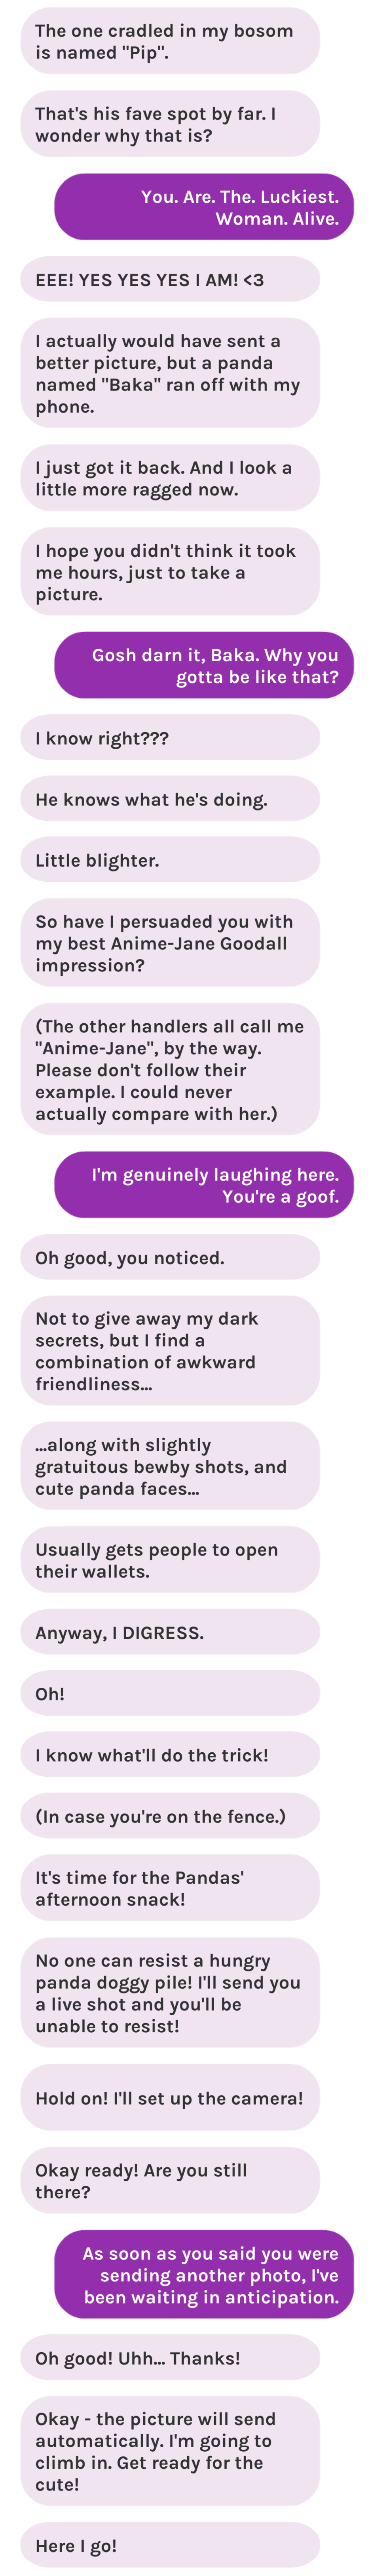 The one cradled in my bosom
is named "Pip".
That's his fave spot by far. I
wonder why that is?
You. Are. The. Luckiest.
Woman. Alive.
EEE! YES YES YES I AM! <3
I actually would have sent a
better picture, but a panda
named "Baka" ran off with my
phone.
I just got it back. And I look a
little more ragged now.
I hope you didn't think it took
me hours, just to take a
picture.
Gosh darn it, Baka. Why you
gotta be like that?
I know right???
He knows what he's doing.
Little blighter.
So have I persuaded you with
my best Anime-Jane Goodall
impression?
(The other handlers all call me
"Anime-Jane", by the way.
Please don't follow their
example. I could never
actually compare with her.)
I'm genuinely laughing here.
You're a goof.
Oh good, you noticed.
Not to give away my dark
secrets, but I find a
combination of awkward
friendliness...
...along with slightly
gratuitous bewby shots, and
cute panda faces...
Usually gets people to open
their wallets.
Anyway, I DIGRESS.
Oh!
I know what'll do the trick!
(In case you're on the fence.)
It's time for the Pandas'
afternoon snack!
No one can resist a hungry
panda doggy pile! I'll send you
a live shot and you'll be
unable to resist!
Hold on! I'll set up the camera!
Okay ready! Are you still
there?
As soon as you said you were
sending another photo, I've
been waiting in anticipation.
Oh good! Uhh... Thanks!
Okay - the picture will send
automatically. I'm going to
climb in. Get ready for the
cute!
Here I go!